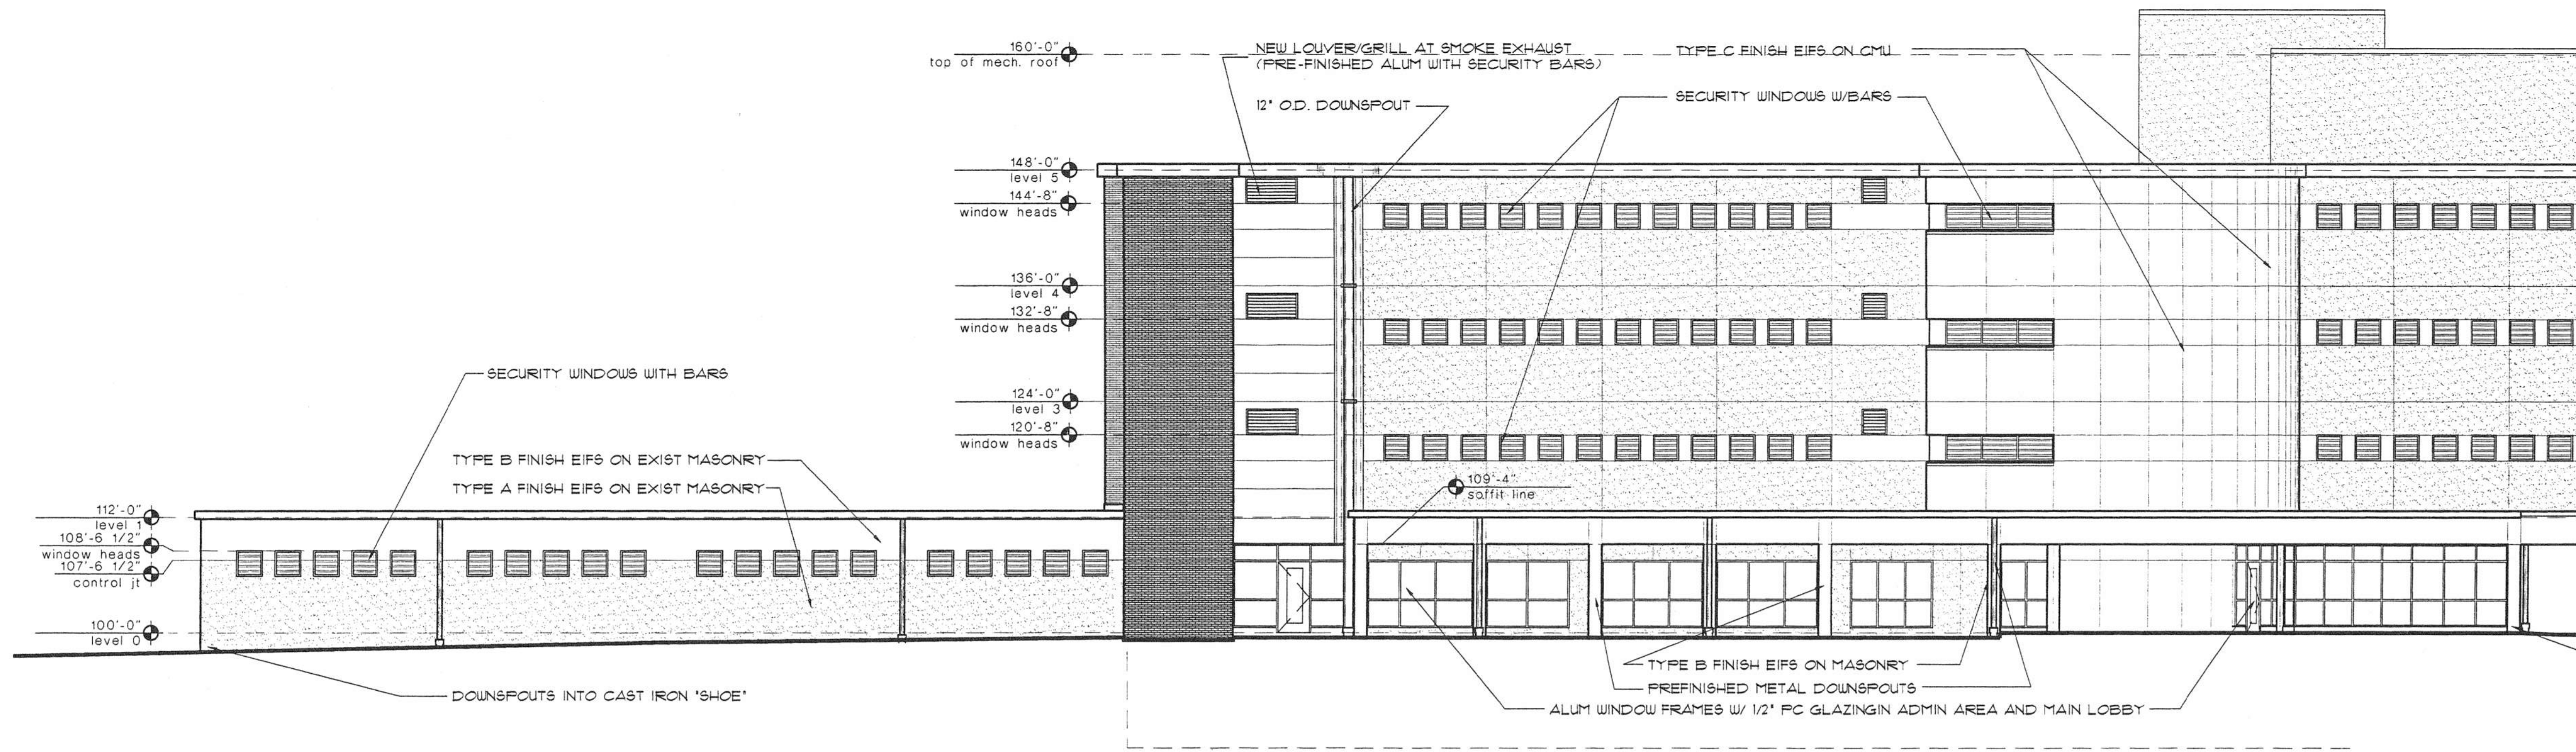 160'-0"
top of mech. roof
NEW LOUVER/GRILL AT SMOKE EXHAUST
(PRE-FINISHED ALUM WITH SECURITY BARS)
TYPE C FINISH EIFS ON CMU
12" O.D. DOWNSPOUT
SECURITY WINDOWS W/BARS
148'-0"
level 5
144'-8"
window heads
136'-0"
level 4
132'-8"
window heads
SECURITY WINDOWS WITH BARS
124'-0"
level 3
120'-8"
window heads
TYPE B FINISH EIFS ON EXIST MASONRY
TYPE A FINISH EIFS ON EXIST MASONRY
109'-4"
soffit line
112'-0"
level 1
108'-6 1/2"
window heads
107'-6 1/2"
control jt
100'-0"
level 0
TYPE B FINISH EIFS ON MASONRY
PREFINISHED METAL DOWNSPOUTS
DOWNSPOUTS INTO CAST IRON "SHOE"
ALUM WINDOW FRAMES W/ 1/2" PC GLAZINGIN ADMIN AREA AND MAIN LOBBY